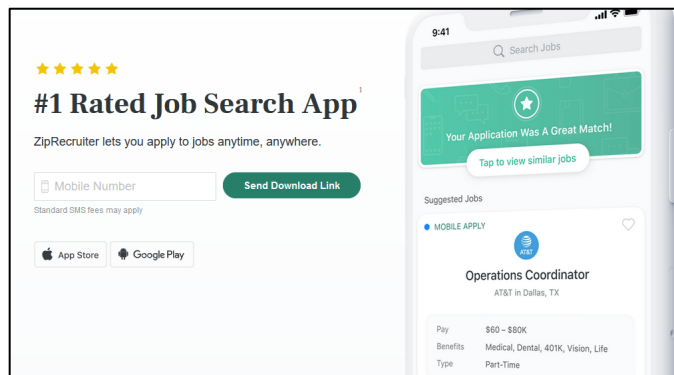 #1 Rated Job Search App
1
ZipRecruiter lets you apply to jobs anytime, anywhere.
Mobile Number
Send Download Link
Standard SMS fees may apply
App Store
Google Play
9:41
Search Jobs
Your Application Was A Great Match!
Tap to view similar jobs
Suggested Jobs
MOBILE APPLY
AT&T
Operations Coordinator
AT&T in Dallas, TX
Pay $60 – $80K
Benefits Medical, Dental, 401K, Vision, Life
Type Part-Time